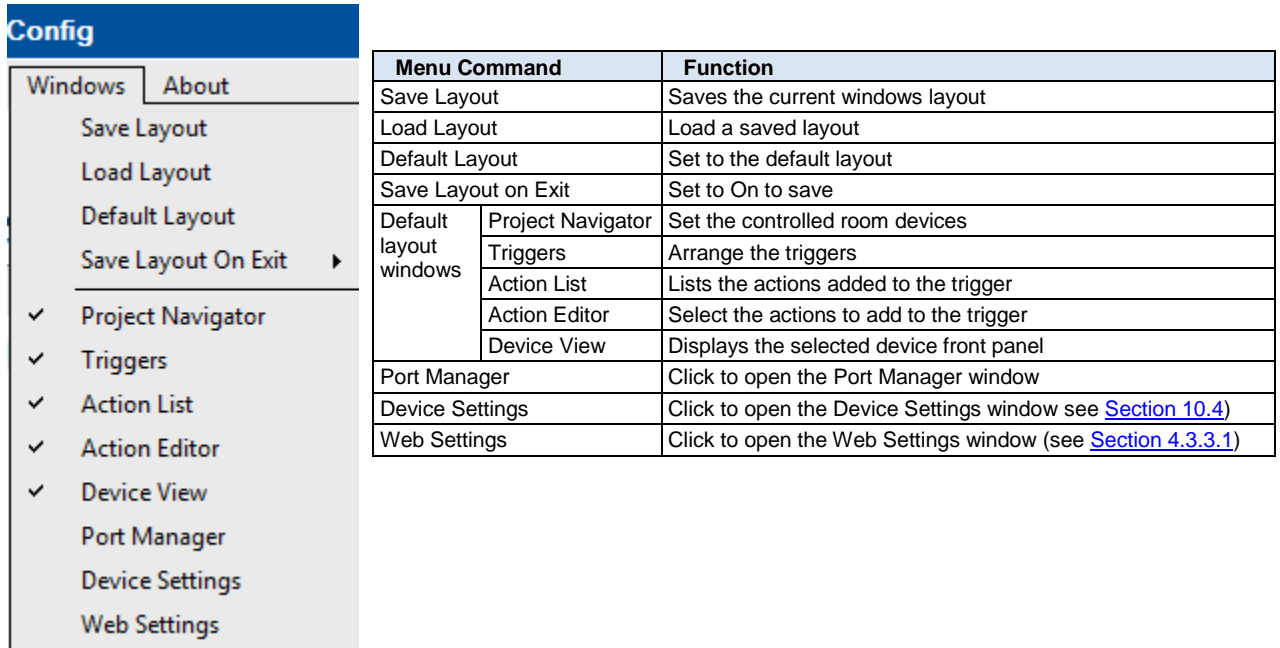 Config
Windows About
Save Layout
Load Layout
Default Layout
Save Layout On Exit
Project Navigator
Triggers
Action List
Action Editor
Device View
Port Manager
Device Settings
Web Settings
Menu Command Function
Save Layout Saves the current windows layout
Load Layout Load a saved layout
Default Layout Set to the default layout
Save Layout on Exit Set to On to save
Default layout windows Project Navigator Set the controlled room devices
Triggers Arrange the triggers
Action List Lists the actions added to the trigger
Action Editor Select the actions to add to the trigger
Device View Displays the selected device front panel
Port Manager Click to open the Port Manager window
Device Settings Click to open the Device Settings window see Section 10.4)
Web Settings Click to open the Web Settings window (see Section 4.3.3.1)